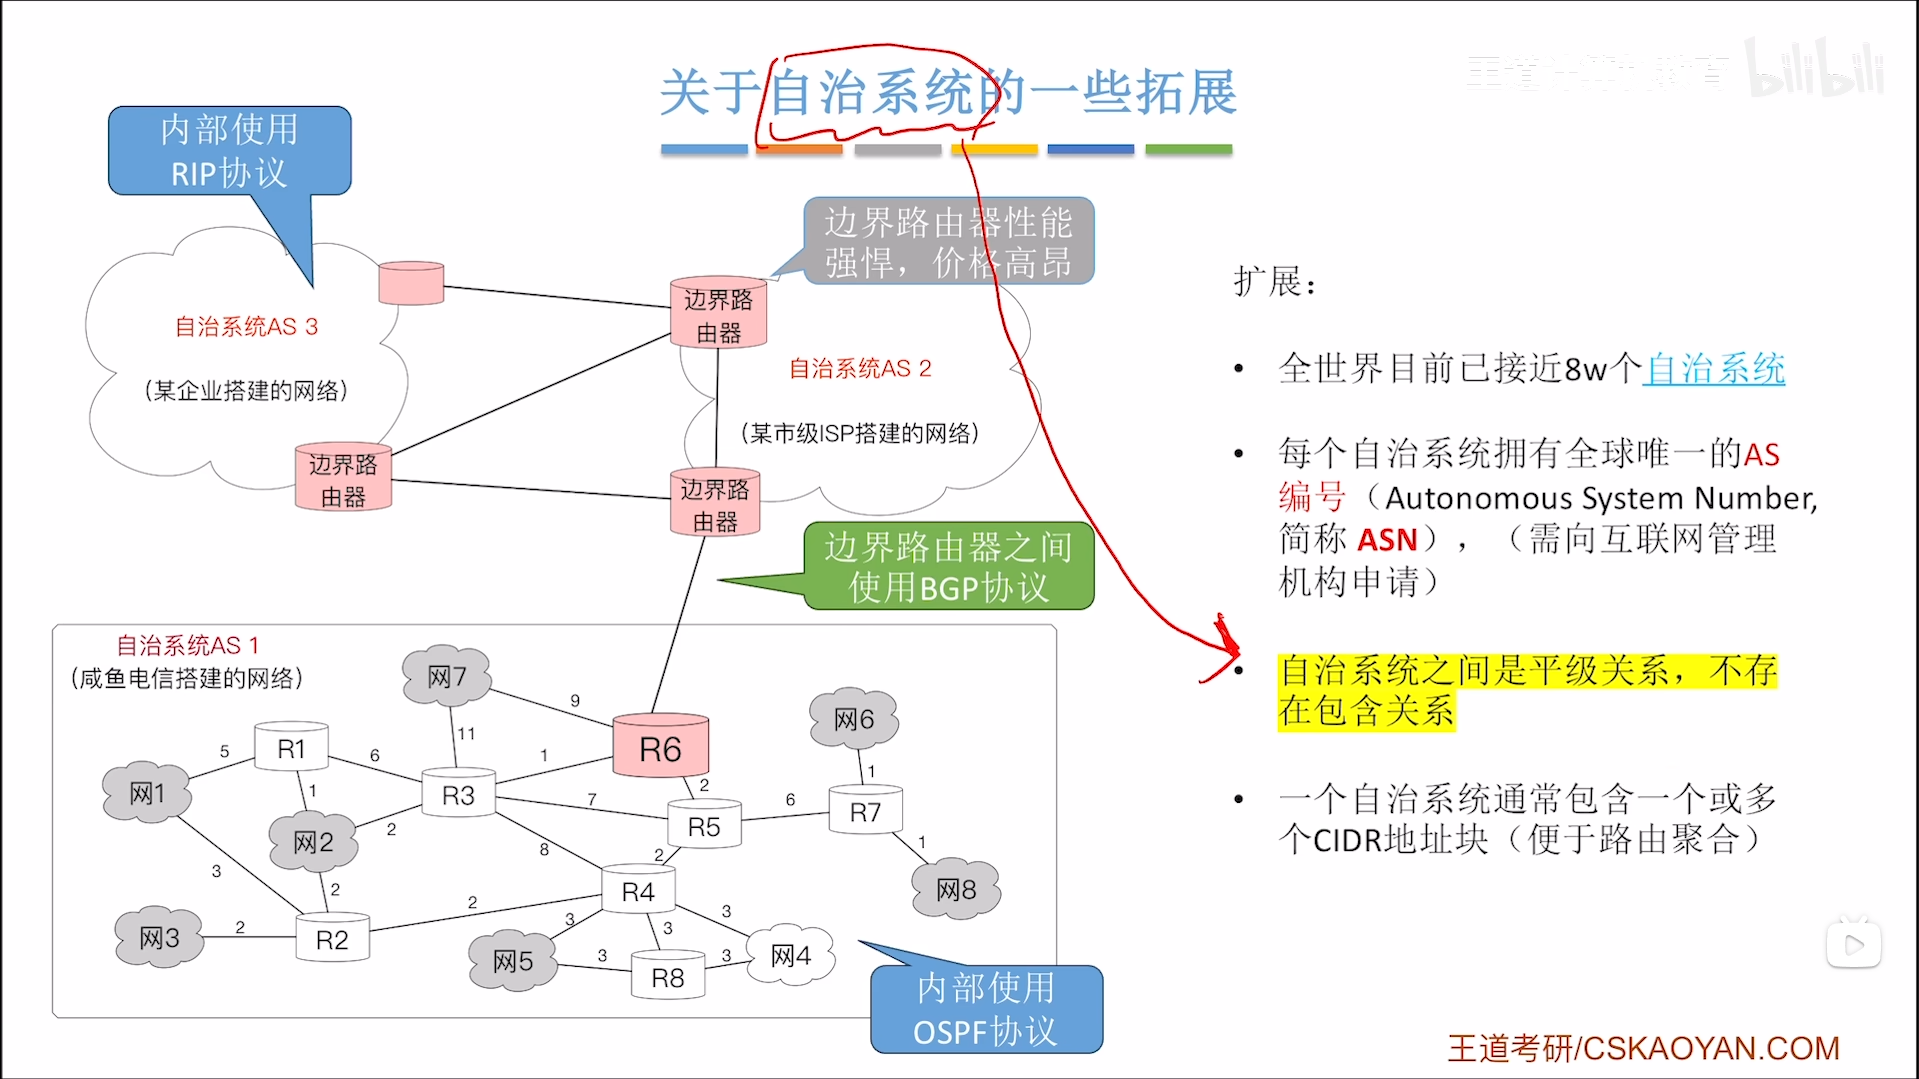 关于自治系统的一些拓展
bilibili
内部使用
RIP协议
边界路由器性能
强悍，价格高昂
边界路
由器
自治系统AS 3
（某企业搭建的网络）
自治系统AS 2
（某市级ISP搭建的网络）
边界路
由器
边界路
由器
边界路由器之间
使用BGP协议
扩展：
• 全世界目前已接近8w个自治系统
• 每个自治系统拥有全球唯一的AS
编号（Autonomous System Number,
简称 ASN），（需向互联网管理
机构申请）
• 自治系统之间是平级关系，不存
在包含关系
• 一个自治系统通常包含一个或多
个CIDR地址块（便于路由聚合）
自治系统AS 1
（咸鱼电信搭建的网络）
网7
9
11
R6
网6
R1
5
6
1
1
2
1
网1
R3
7
6
R7
网2
2
R5
1
3
8
2
2
R4
网8
2
3
网3
2
R2
3
3
网5
3
R8
3
网4
内部使用
OSPF协议
王道考研/CSKAOYAN.COM